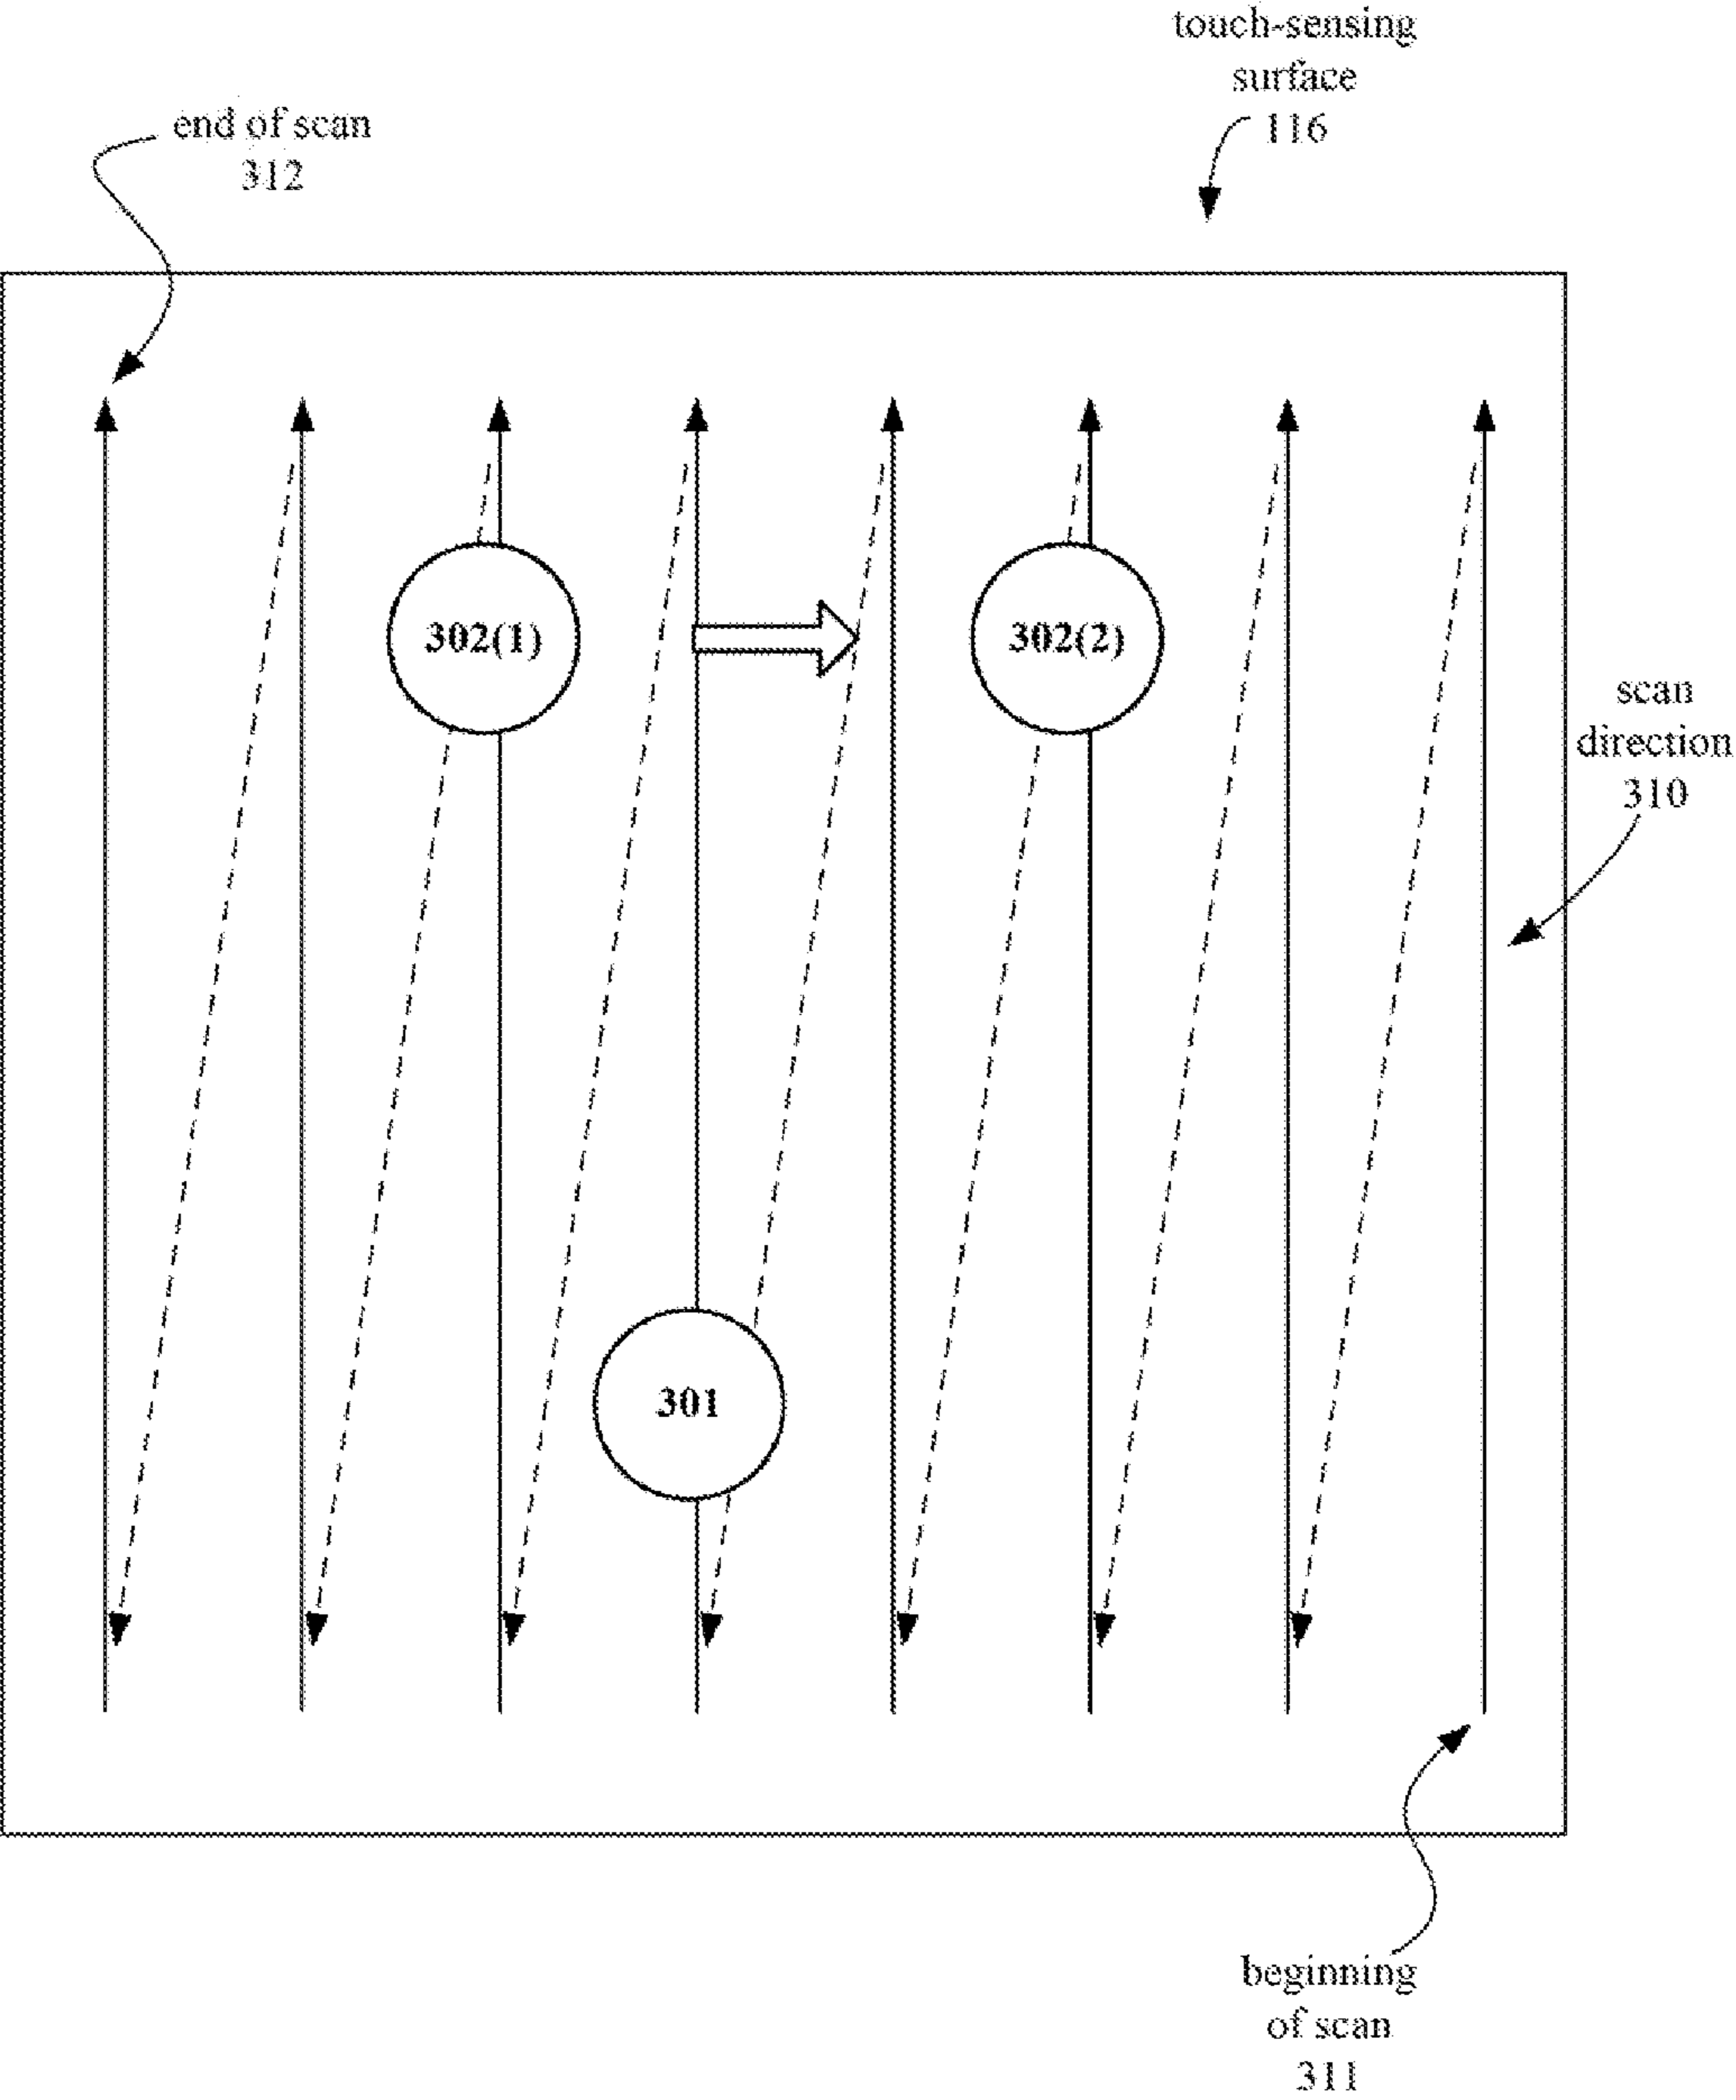 touch-sensing
surface
116
end of scan
312
302(1)
302(2)
scan
direction
310
301
beginning
of scan
311